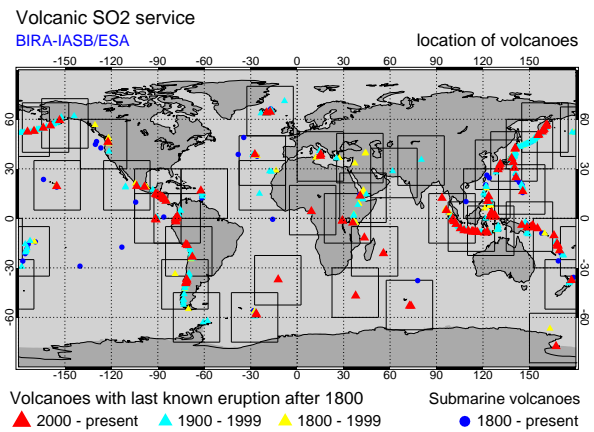 Volcanic SO2 service
BIRA-IASB/ESA
location of volcanoes
-150 -120 -90 -60 -30 0 30 60 90 120 150
60 60
30 30
0 0
-30 -30
-60 -60
-150 -120 -90 -60 -30 0 30 60 90 120 150
Volcanoes with last known eruption after 1800
Submarine volcanoes
2000 - present 1900 - 1999 1800 - 1999 1800 - present